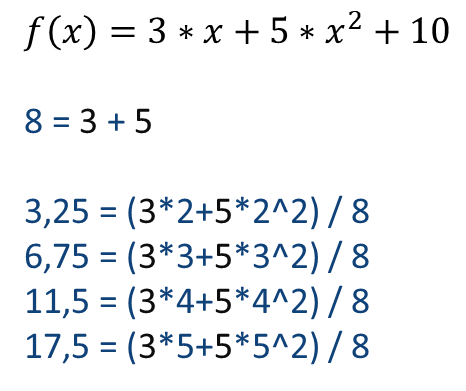 f(x) = 3 ∗ x + 5 ∗ x² + 10
8 = 3 + 5
3,25 = (3*2+5*2^2) / 8
6,75 = (3*3+5*3^2) / 8
11,5 = (3*4+5*4^2) / 8
17,5 = (3*5+5*5^2) / 8